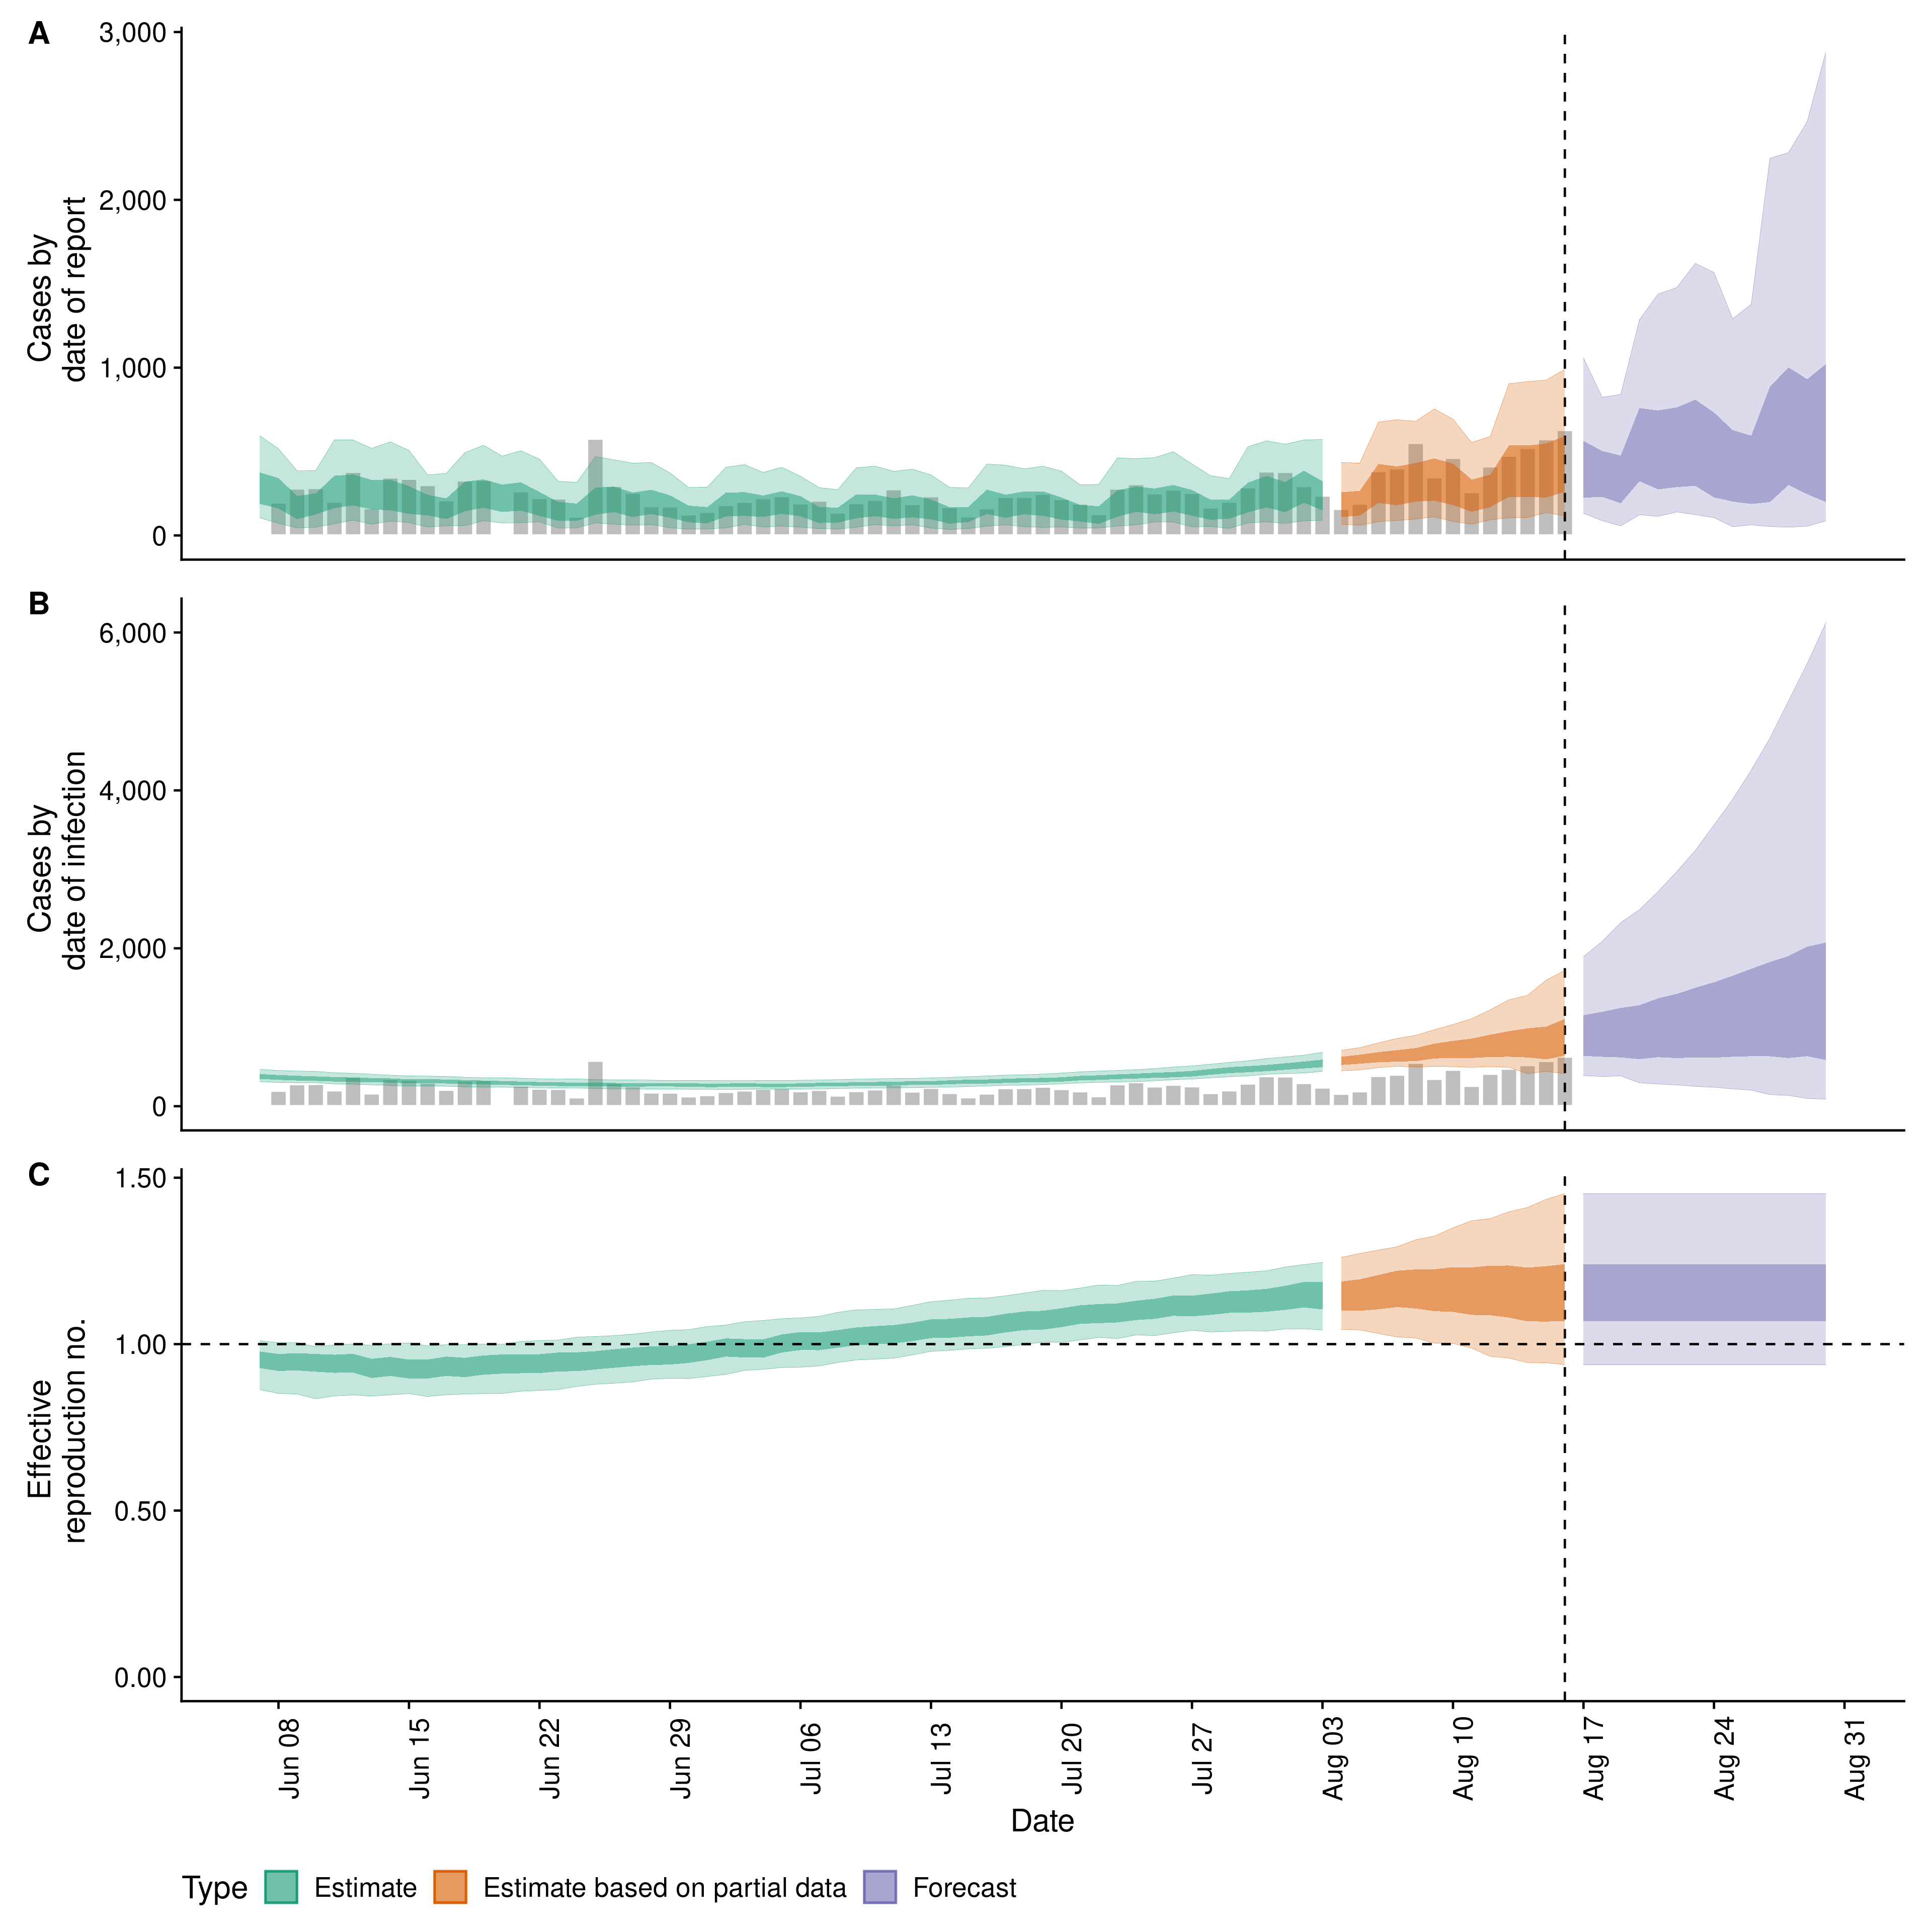 A
Cases by
date of report
3,000
2,000
1,000
0
B
Cases by
date of infection
6,000
4,000
2,000
0
C
Effective
reproduction no.
1.50
1.00
0.50
0.00
Jun 08
Jun 15
Jun 22
Jun 29
Jul 06
Jul 13
Jul 20
Jul 27
Aug 03
Aug 10
Aug 17
Aug 24
Aug 31
Date
Type Estimate Estimate based on partial data Forecast